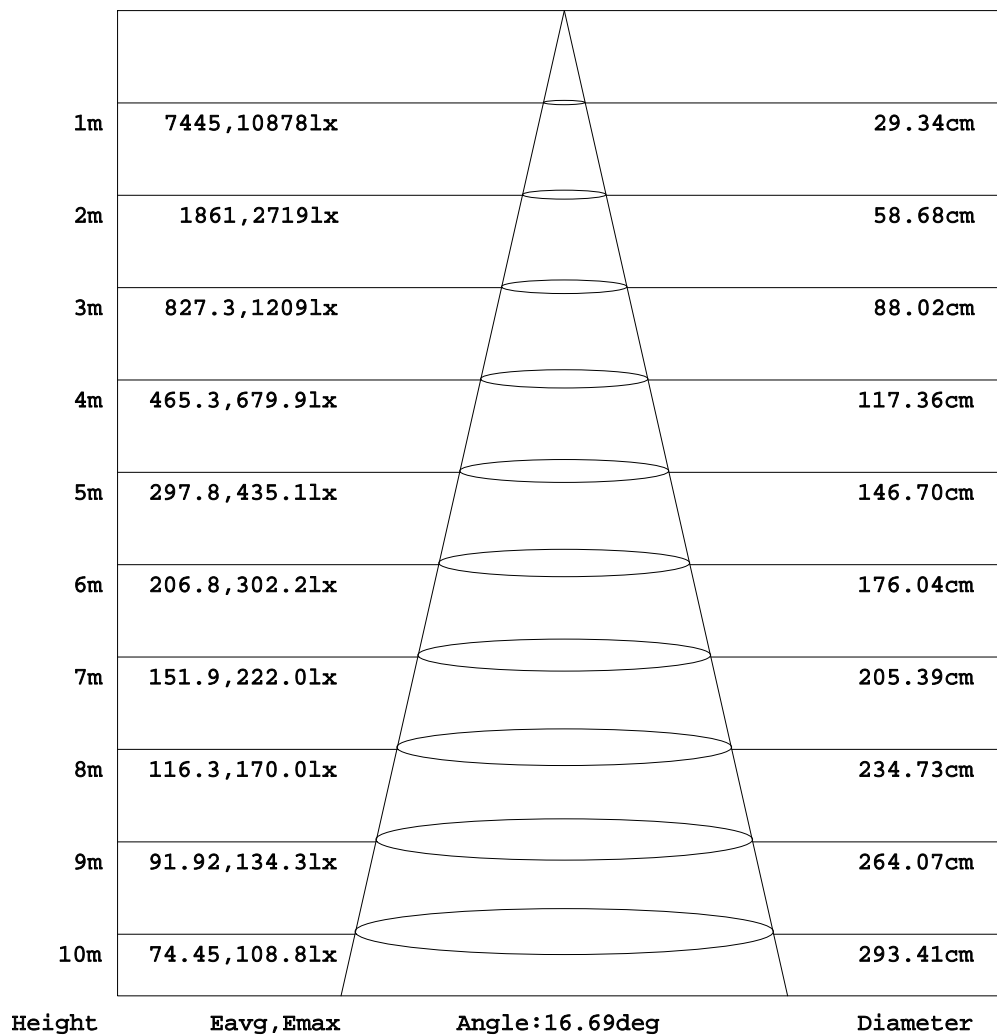 1m 7445,10878lx 29.34cm
2m 1861,2719lx 58.68cm
3m 827.3,1209lx 88.02cm
4m 465.3,679.9lx 117.36cm
5m 297.8,435.1lx 146.70cm
6m 206.8,302.2lx 176.04cm
7m 151.9,222.0lx 205.39cm
8m 116.3,170.0lx 234.73cm
9m 91.92,134.3lx 264.07cm
10m 74.45,108.8lx 293.41cm
Height Eavg,Emax Angle:16.69deg Diameter